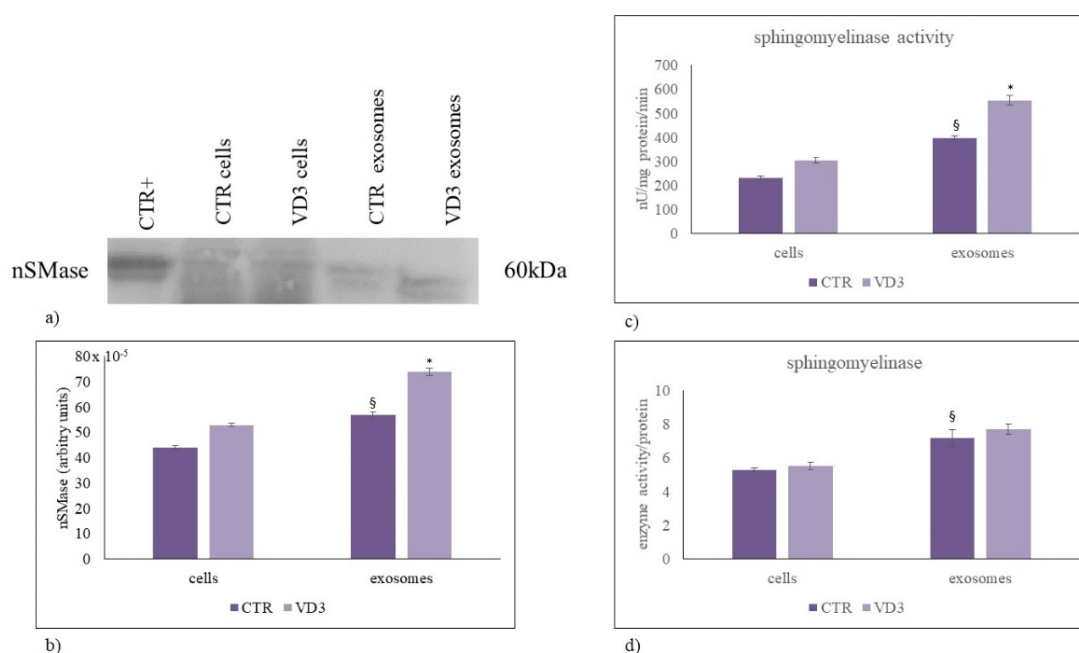 CTR+
CTR cells
VD3 cells
CTR exosomes
VD3 exosomes
nSMase
60kDa
a)
80 x 10-5
70
60
50
40
30
20
10
0
nSMase (arbitry units)
§
*
cells
exosomes
CTR
VD3
b)
sphingomyelinase activity
700
600
500
400
300
200
100
0
nU/mg protein/min
§
*
cells
exosomes
CTR
VD3
c)
sphingomyelinase
10
8
6
4
2
0
enzyme activity/protein
§
cells
exosomes
CTR
VD3
d)